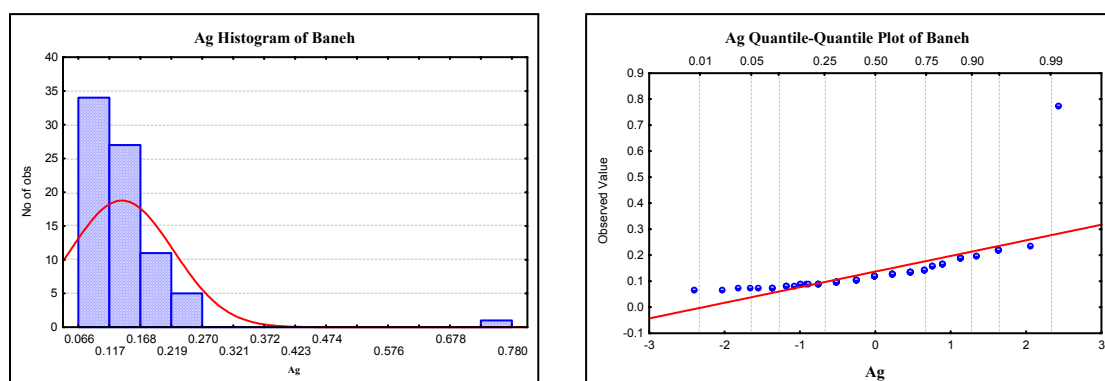 Ag Histogram of Baneh
40
35
30
25
20
15
10
5
0
No of obs
0.066 0.168 0.270 0.372 0.474 0.576 0.678 0.780
0.117 0.219 0.321 0.423
Ag
Ag Quantile-Quantile Plot of Baneh
0.01 0.05 0.25 0.50 0.75 0.90 0.99
0.9
0.8
0.7
0.6
0.5
0.4
0.3
0.2
0.1
0.0
-0.1
Observed Value
-3 -2 -1 0 1 2 3
Ag